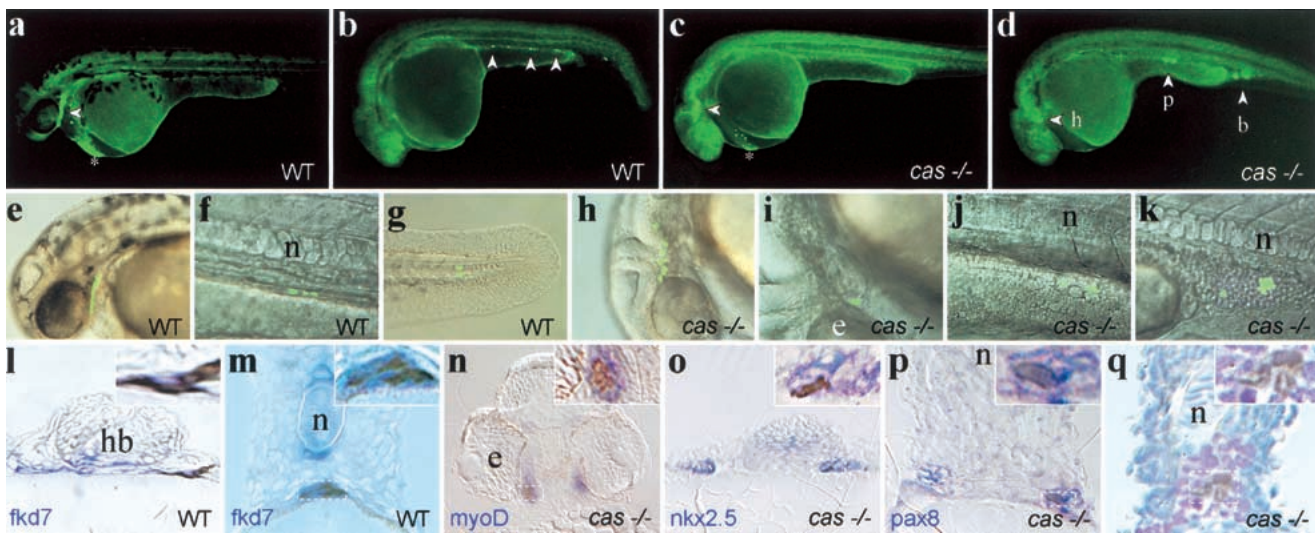 a
WT
b
WT
c
*
cas -/-
d
h
p
b
cas -/-
*
e
WT
f
n
WT
g
WT
h
cas -/-
i
e
cas -/-
j
n
cas -/-
k
n
cas -/-
l
hb
fkd7
WT
m
n
fkd7
WT
n
e
myoD
cas -/-
o
nkx2.5
cas -/-
p
n
pax8
cas -/-
q
n
cas -/-